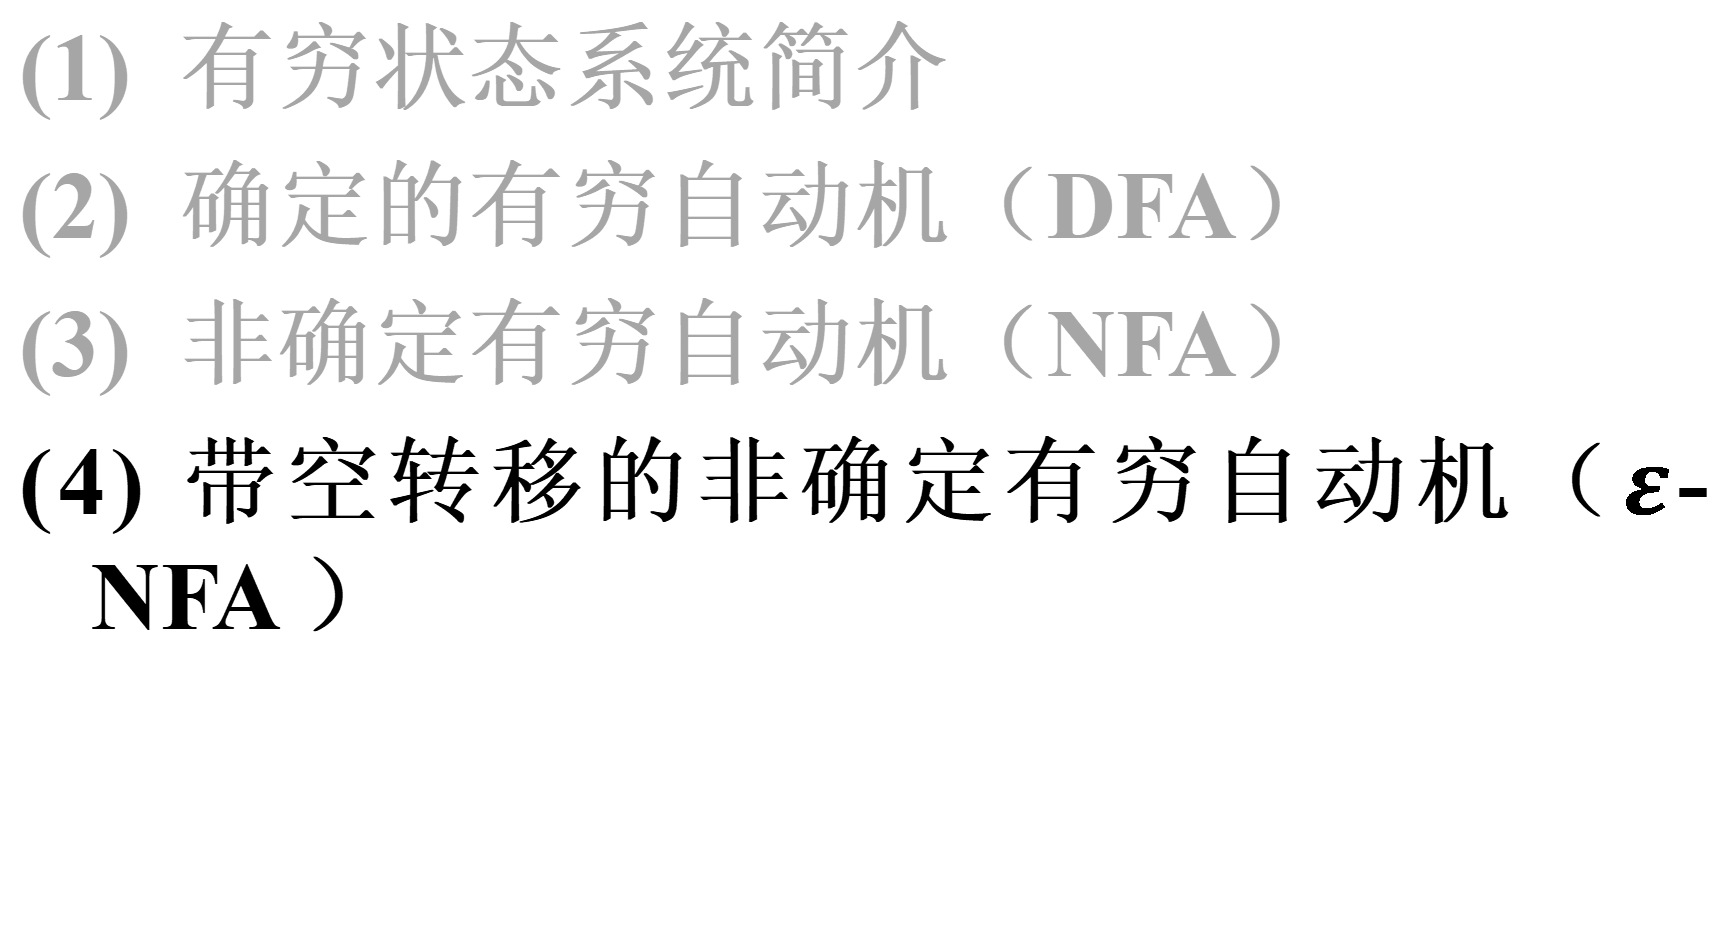 (1) 有穷状态系统简介
(2) 确定的有穷自动机（DFA）
(3) 非确定有穷自动机（NFA）
(4) 带空转移的非确定有穷自动机（ε-
NFA ）